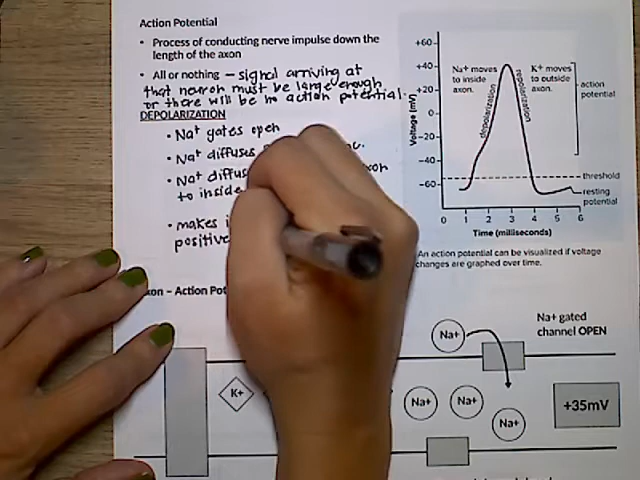 Action Potential
• Process of conducting nerve impulse down the
length of the axon
• All or nothing – signal arriving at
that neuron must be large enough
or there will be no action potential.
DEPOLARIZATION
• Na+ gates open
• Na+ diffuses
• Na+ diffus
to inside
• makes i
positive
xon – Action Pot
K+
+60
+40
+20
0
−20
−40
−60
Voltage (mV)
Na+ moves
to inside
axon.
K+ moves
to outside
axon.
depolarization
repolarization
action
potential
threshold
resting
potential
0 1 2 3 4 5 6
Time (milliseconds)
An action potential can be visualized if voltage
changes are graphed over time.
Na+ gated
channel OPEN
Na+
Na+ Na+
Na+
+35mV